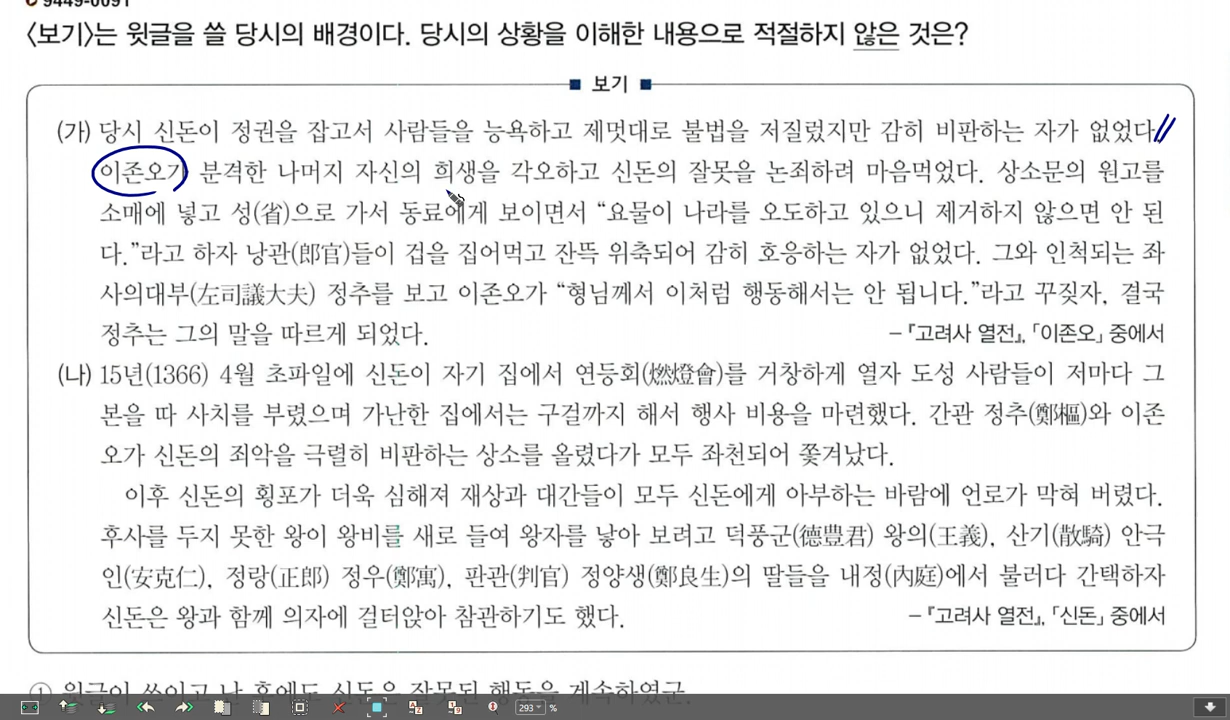 9449-0091
<보기>는 윗글을 쓸 당시의 배경이다. 당시의 상황을 이해한 내용으로 적절하지 않은 것은?
■ 보기 ■
(가) 당시 신돈이 정권을 잡고서 사람들을 능욕하고 제멋대로 불법을 저질렀지만 감히 비판하는 자가 없었다.
이존오가 분격한 나머지 자신의 희생을 각오하고 신돈의 잘못을 논죄하려 마음먹었다. 상소문의 원고를
소매에 넣고 성(省)으로 가서 동료에게 보이면서 “요물이 나라를 오도하고 있으니 제거하지 않으면 안 된
다.”라고 하자 낭관(郎官)들이 겁을 집어먹고 잔뜩 위축되어 감히 호응하는 자가 없었다. 그와 인척되는 좌
사의대부(左司議大夫) 정추를 보고 이존오가 “형님께서 이처럼 행동해서는 안 됩니다.”라고 꾸짖자, 결국
정추는 그의 말을 따르게 되었다.
-『고려사 열전』, 「이존오」 중에서
(나) 15년(1366) 4월 초파일에 신돈이 자기 집에서 연등회(燃燈會)를 거창하게 열자 도성 사람들이 저마다 그
본을 따 사치를 부렸으며 가난한 집에서는 구걸까지 해서 행사 비용을 마련했다. 간관 정추(鄭樞)와 이존
오가 신돈의 죄악을 극렬히 비판하는 상소를 올렸다가 모두 좌천되어 쫓겨났다.
이후 신돈의 횡포가 더욱 심해져 재상과 대간들이 모두 신돈에게 아부하는 바람에 언로가 막혀 버렸다.
후사를 두지 못한 왕이 왕비를 새로 들여 왕자를 낳아 보려고 덕풍군(德豊君) 왕의(王義), 산기(散騎) 안극
인(安克仁), 정랑(正郎) 정우(鄭寓), 판관(判官) 정양생(鄭良生)의 딸들을 내정(內庭)에서 불러다 간택하자
신돈은 왕과 함께 의자에 걸터앉아 참관하기도 했다.
-『고려사 열전』, 「신돈」 중에서
① 윗글이 쓰이고 난 후에도 신돈은 잘못된 행동을 계속하였군.
293 %